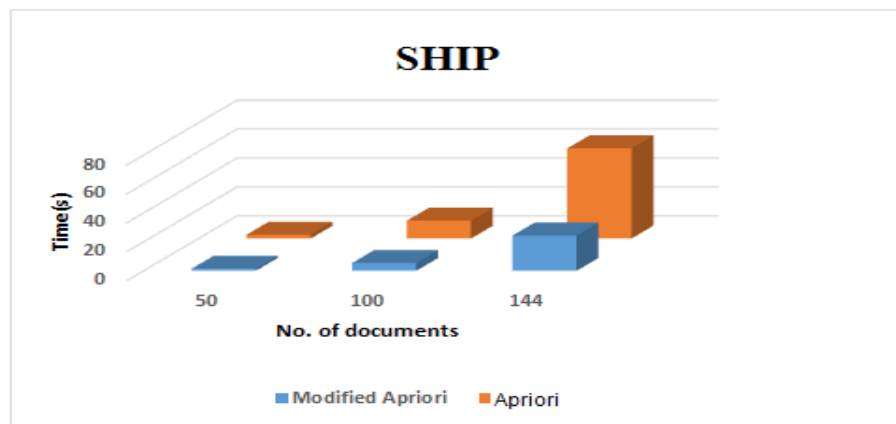 SHIP
80
60
40
20
0
Time(s)
50 100 144
No. of documents
Modified Apriori Apriori